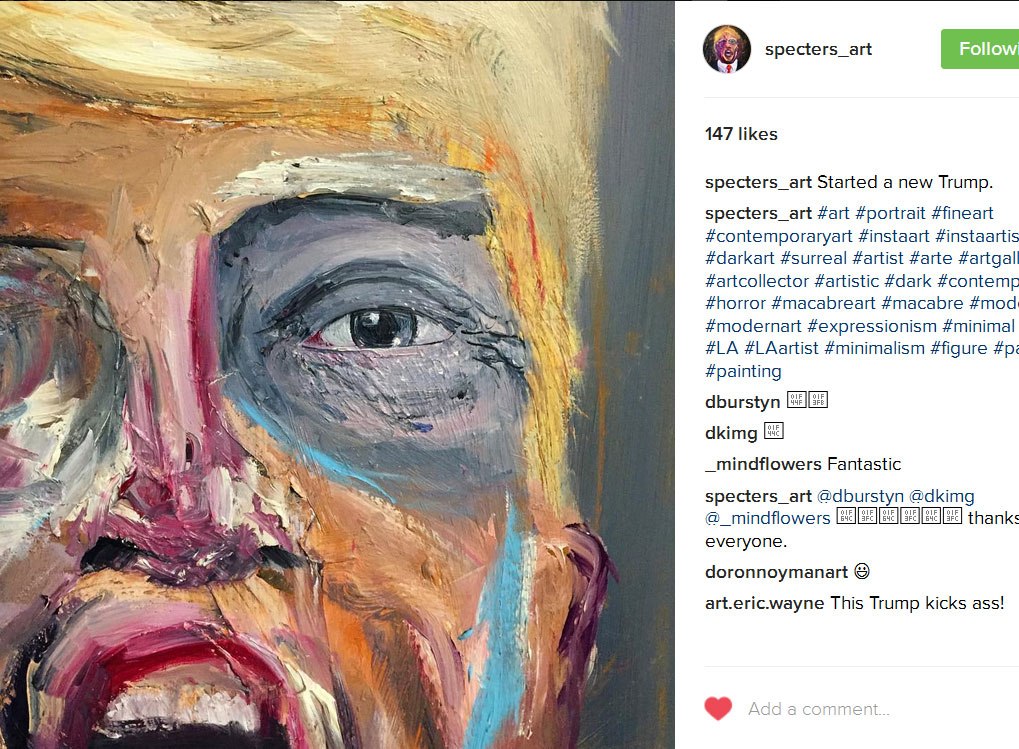 specters_art
147 likes
specters_art Started a new Trump.
specters_art #art #portrait #fineart
#contemporaryart #instaart #instaartis
#darkart #surreal #artist #arte #artgall
#artcollector #artistic #dark #contemp
#horror #macabreart #macabre #mode
#modernart #expressionism #minimal
#LA #LAartist #minimalism #figure #pa
#painting
dburstyn
dkimg
_mindflowers Fantastic
specters_art @dburstyn @dkimg
@_mindflowers thanks
everyone.
doronnoymanart 😃
art.eric.wayne This Trump kicks ass!
Add a comment...